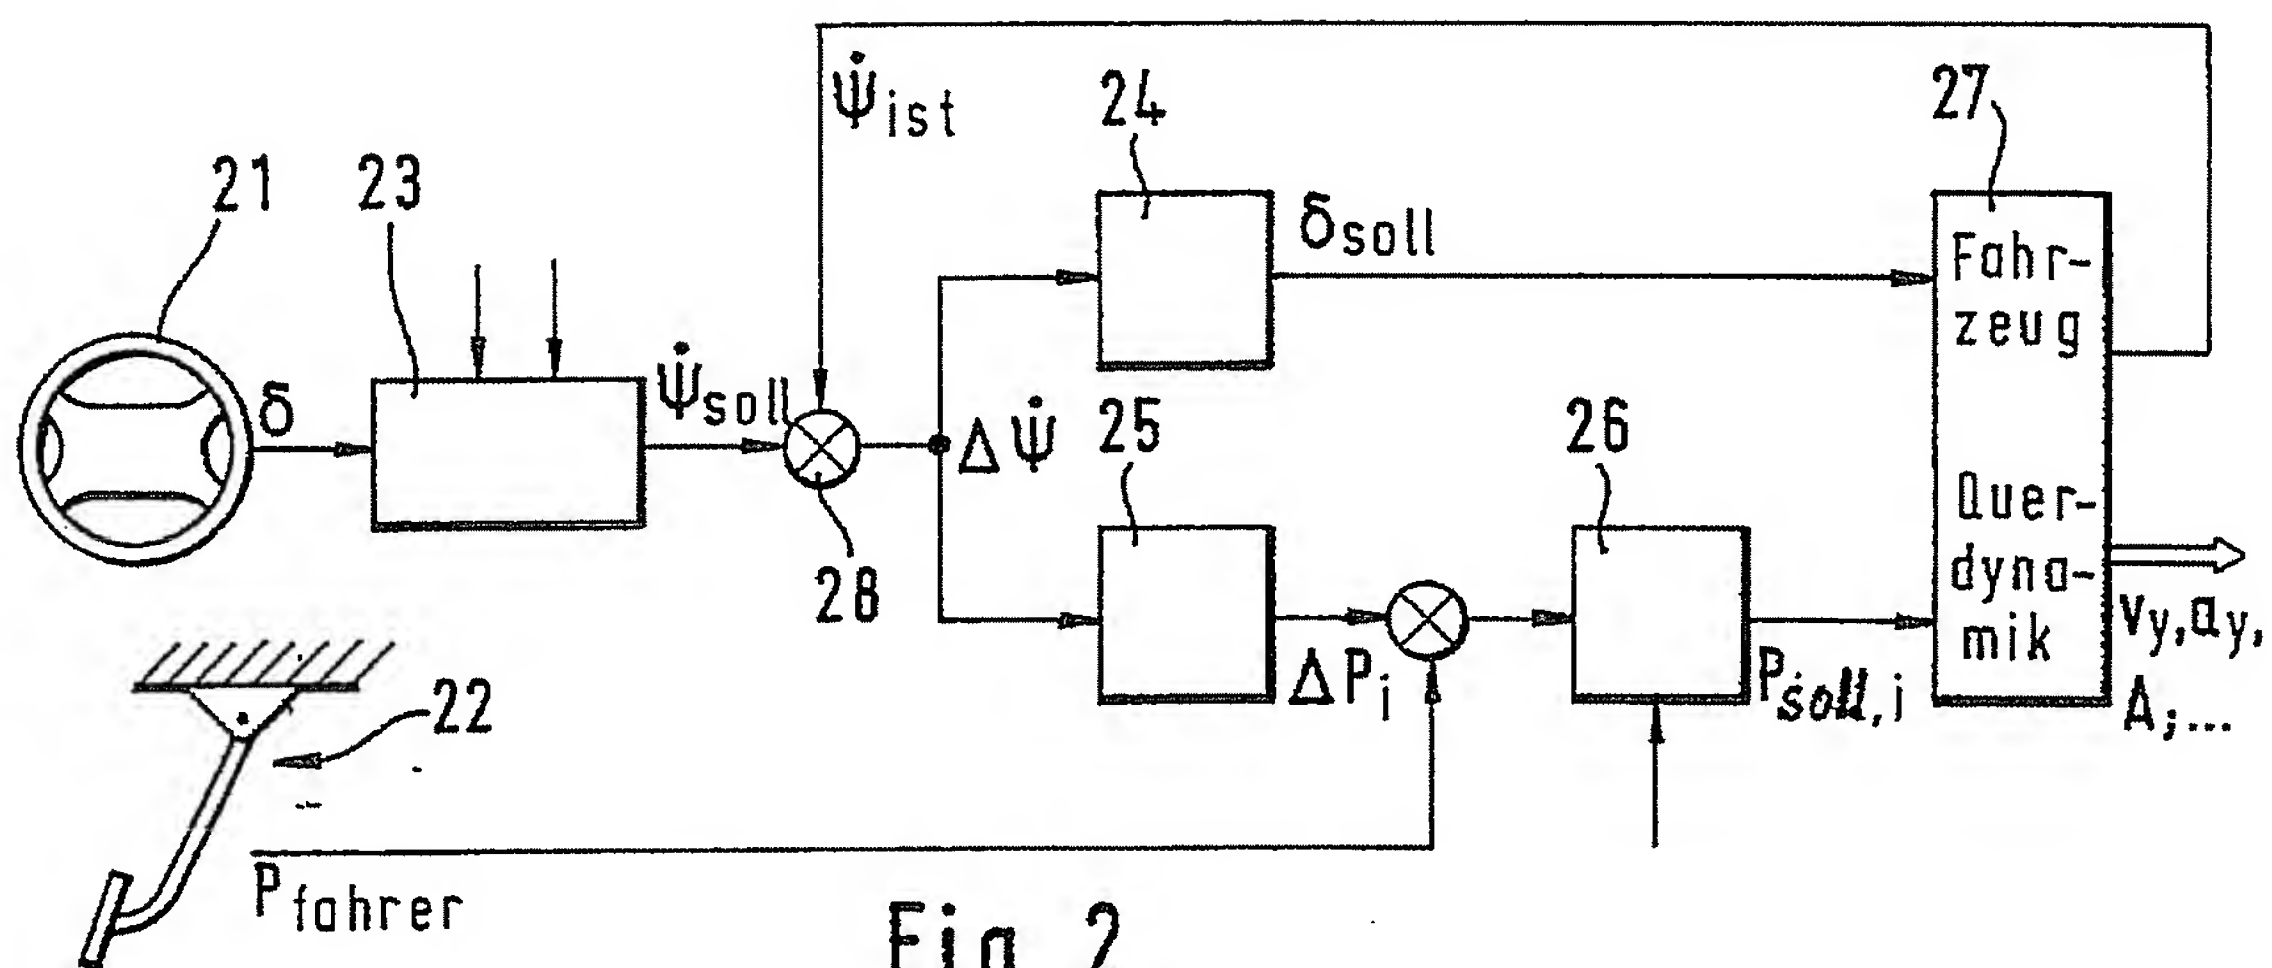 ψ̇ist
24
27
21
23
δsoll
Fahr-
zeug
δ
ψ̇soll
Δψ̇
25
26
28
Quer-
dyna-
mik
vy, ay,
Λ,...
ΔPi
Psoll,i
22
Pfahrer
Fig 2